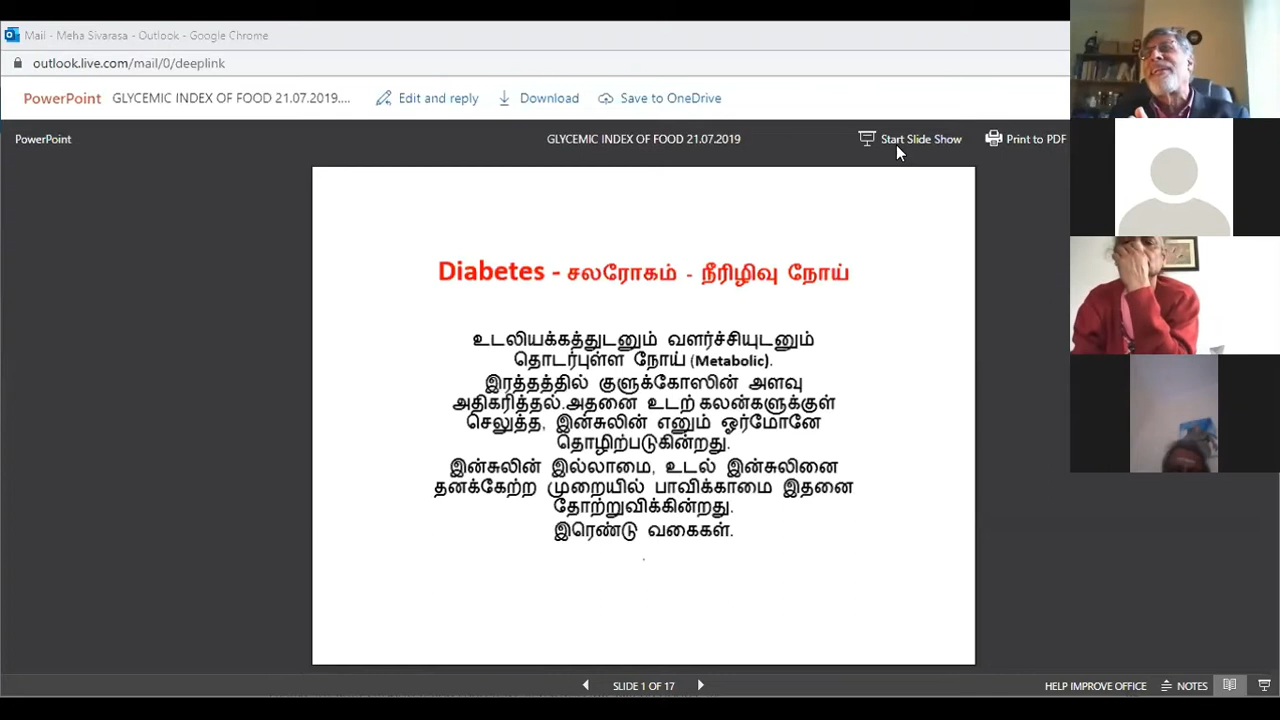 Mail - Meha Sivarasa - Outlook - Google Chrome
outlook.live.com/mail/0/deeplink
PowerPoint GLYCEMIC INDEX OF FOOD 21.07.2019.... Edit and reply Download Save to OneDrive
PowerPoint GLYCEMIC INDEX OF FOOD 21.07.2019 Start Slide Show Print to PDF
Diabetes - சலரோகம் - நீரிழிவு நோய்
உடலியக்கத்துடனும் வளர்ச்சியுடனும்
தொடர்புள்ள நோய் (Metabolic).
இரத்தத்தில் குளுக்கோஸின் அளவு
அதிகரித்தல்.அதனை உடற் கலன்களுக்குள்
செலுத்த, இன்சுலின் எனும் ஓர்மோனே
தொழிற்படுகின்றது.
இன்சுலின் இல்லாமை, உடல் இன்சுலினை
தனக்கேற்ற முறையில் பாவிக்காமை இதனை
தோற்றுவிக்கின்றது.
இரெண்டு வகைகள்.
.
SLIDE 1 OF 17 HELP IMPROVE OFFICE NOTES